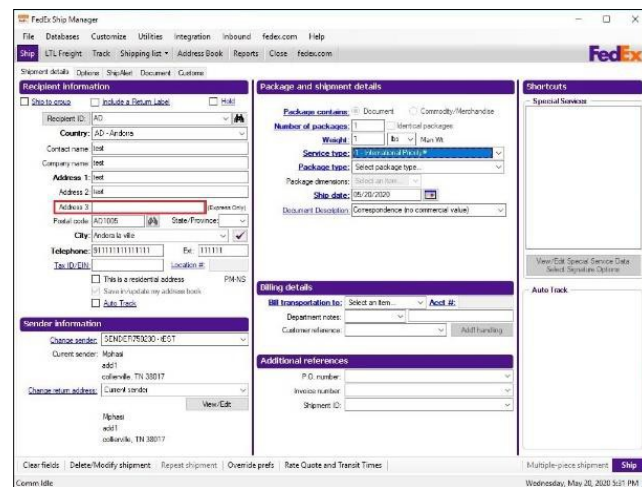 FedEx Ship Manager
File Databases Customize Utilities Integration Inbound fedex.com Help
Ship LTL Freight Track Shipping list Address Book Reports Close fedex.com
FedEx
Shipment details Options ShipAlert Document Customs
Recipient information
Ship to group Include a Return Label Hold
Recipient ID: AD
Country: AD - Andorra
Contact name test
Company name test
Address 1: test
Address 2 test
Address 3 (Express Only)
Postal code AD1005 State/Province:
City: Andorra la ville
Telephone: Ext: 111111
Tax ID/EIN: Location #:
This is a residential address PM-NS
Save in/update my address book
Auto Track
Sender information
Change sender:
Current sender: Mphasi
add1
collierville, TN 38017
Change return address: Current sender
View/Edit
Mphasi
add1
collierville, TN 38017
Package and shipment details
Package contains: Document Commodity/Merchandise
Number of packages: 1 Identical packages
Weight: 1 lbs Man Wt
Service type: 1 - International Priority
Package type: Select package type...
Package dimensions: Select an item...
Ship date: 05/20/2020
Document Description: Correspondence (no commercial value)
Billing details
Bill transportation to: Select an item... Acct #:
Department notes:
Customer reference: Add'l handling
Additional references
P.O. number:
Invoice number:
Shipment ID:
Shortcuts
Special Services
View/Edit Special Service Data
Select Signature Options
Auto Track
Clear fields Delete/Modify shipment Repeat shipment Override prefs Rate Quote and Transit Times Multiple-piece shipment Ship
Comm Idle Wednesday, May 20, 2020 5:31 PM